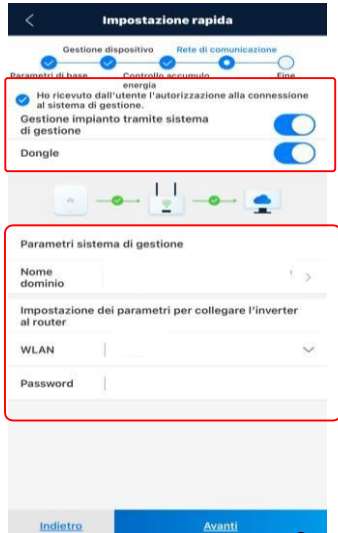 Impostazione rapida
Gestione dispositivo Rete di comunicazione
Parametri di base Controllo accumulo energia Fine
Ho ricevuto dall'utente l'autorizzazione alla connessione
al sistema di gestione.
Gestione impianto tramite sistema
di gestione
Dongle
Parametri sistema di gestione
Nome
dominio
Impostazione dei parametri per collegare l'inverter
al router
WLAN
Password
Indietro Avanti